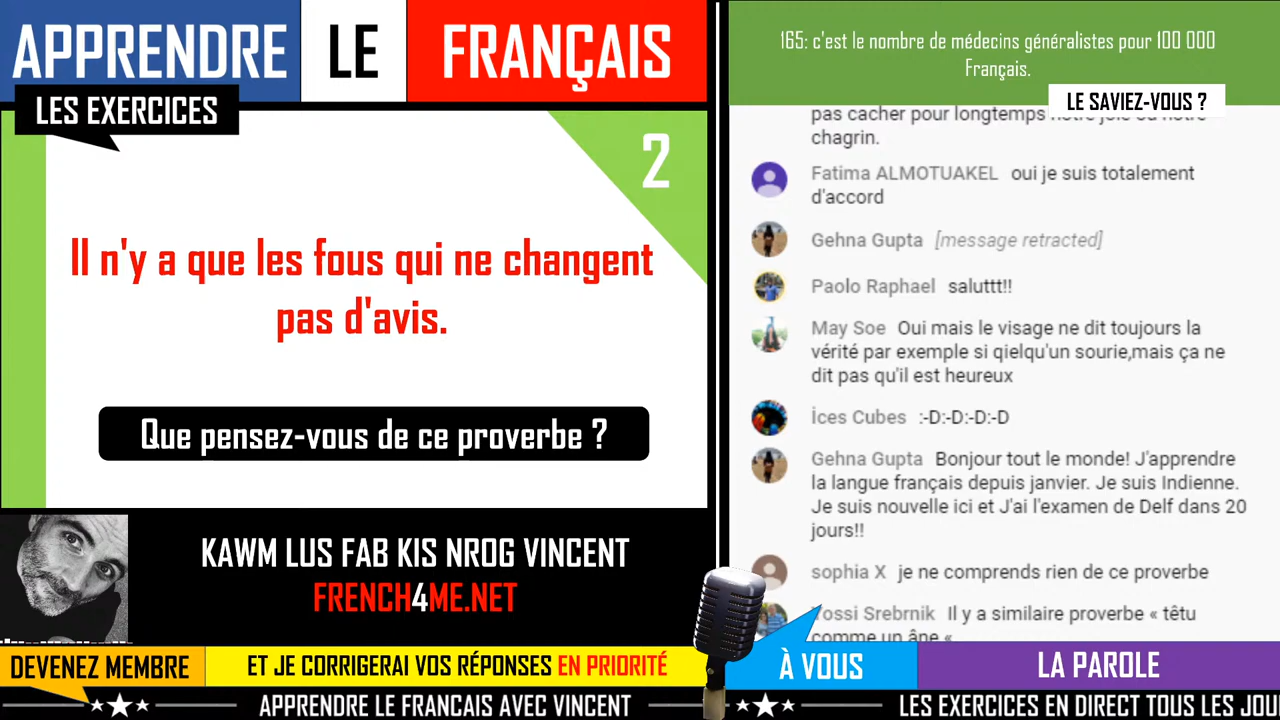 APPRENDRE LE FRANÇAIS
LES EXERCICES
2
Il n'y a que les fous qui ne changent
pas d'avis.
Que pensez-vous de ce proverbe ?
KAWM LUS FAB KIS NROG VINCENT
FRENCH4ME.NET
DEVENEZ MEMBRE
ET JE CORRIGERAI VOS RÉPONSES EN PRIORITÉ
165: c'est le nombre de médecins généralistes pour 100 000
Français.
LE SAVIEZ-VOUS ?
pas cacher pour longtemps notre joie ou notre
chagrin.
Fatima ALMOTUAKEL oui je suis totalement
d'accord
Gehna Gupta [message retracted]
Paolo Raphael saluttt!!
May Soe Oui mais le visage ne dit toujours la
vérité par exemple si qielqu'un sourie,mais ça ne
dit pas qu'il est heureux
İces Cubes :-D:-D:-D:-D
Gehna Gupta Bonjour tout le monde! J'apprendre
la langue français depuis janvier. Je suis Indienne.
Je suis nouvelle ici et J'ai l'examen de Delf dans 20
jours!!
sophia X je ne comprends rien de ce proverbe
Yossi Srebrnik Il y a similaire proverbe « têtu
comme un âne «
À VOUS
LA PAROLE
APPRENDRE LE FRANCAIS AVEC VINCENT
LES EXERCICES EN DIRECT TOUS LES JOU